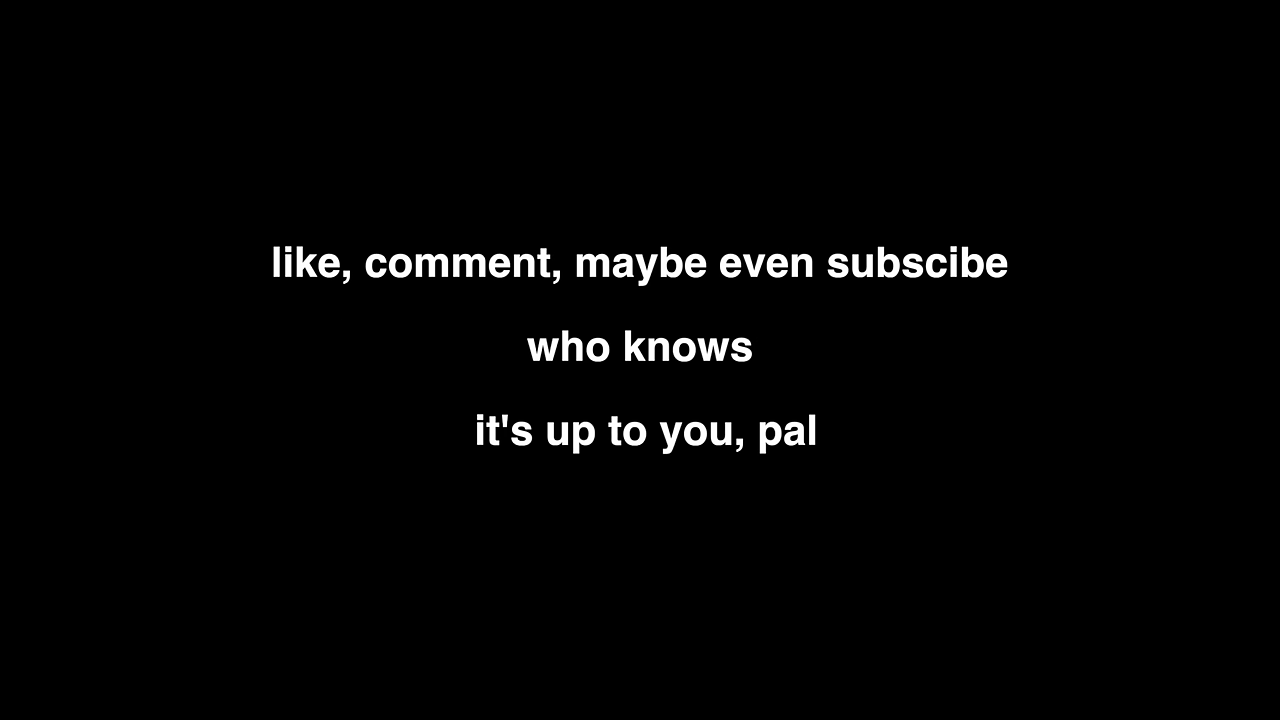 like, comment, maybe even subscibe
who knows
it's up to you, pal